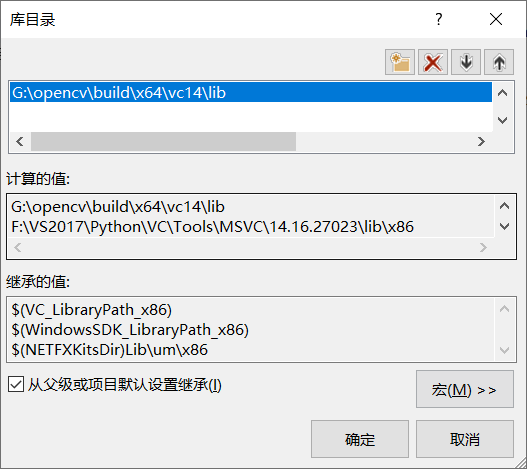 库目录
?
G:\opencv\build\x64\vc14\lib
计算的值:
G:\opencv\build\x64\vc14\lib
F:\VS2017\Python\VC\Tools\MSVC\14.16.27023\lib\x86
继承的值:
$(VC_LibraryPath_x86)
$(WindowsSDK_LibraryPath_x86)
$(NETFXKitsDir)Lib\um\x86
从父级或项目默认设置继承(I)
宏(M) >>
确定 取消